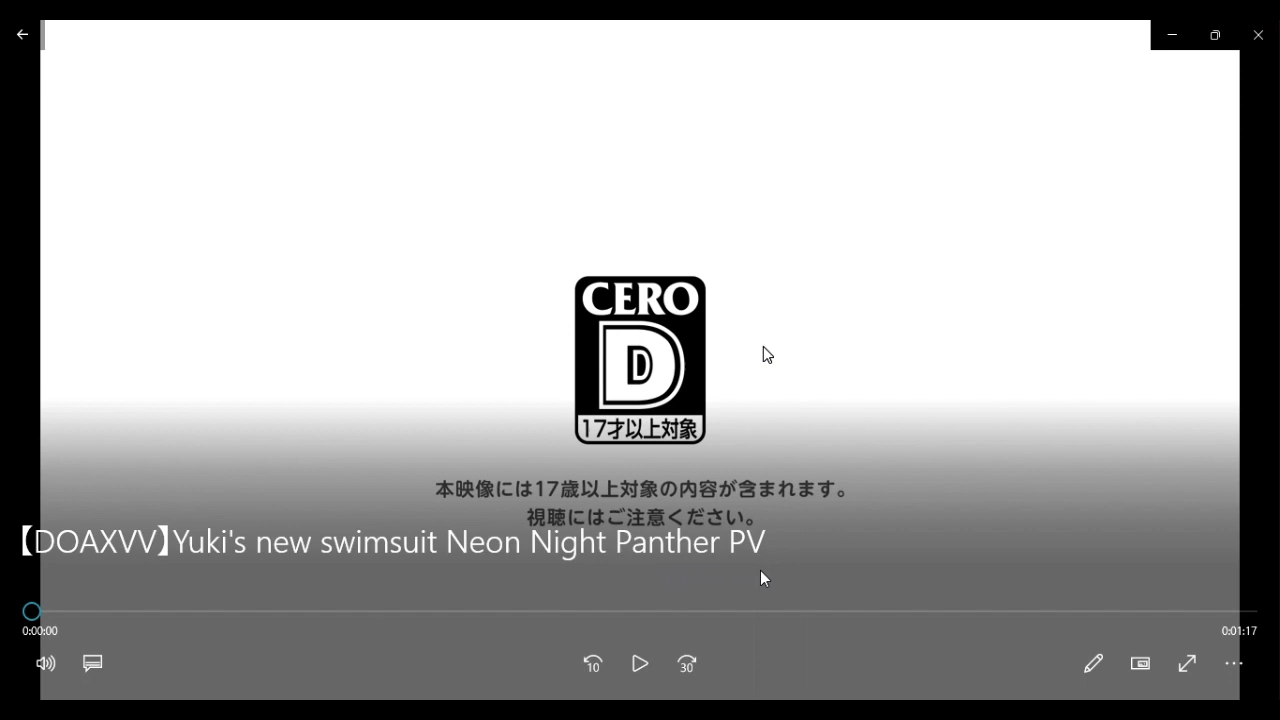 CERO
D
17才以上対象
本映像には17歳以上対象の内容が含まれます。
視聴にはご注意ください。
【DOAXVV】Yuki's new swimsuit Neon Night Panther PV
0:00:00
0:01:17
10
30